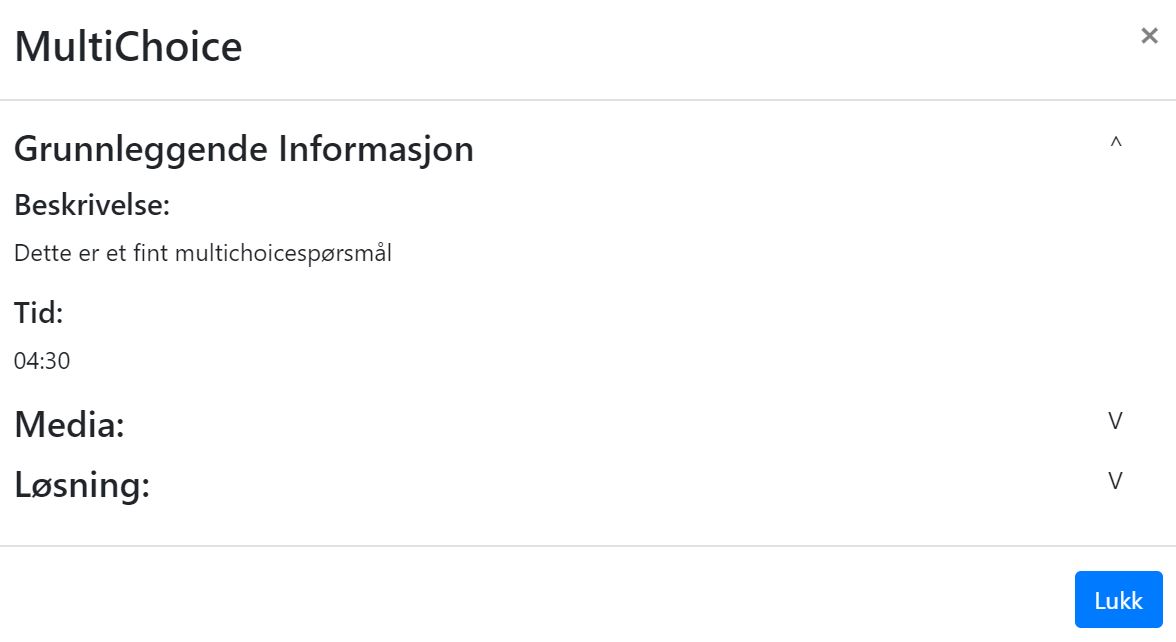 MultiChoice ×
Grunnleggende Informasjon ^
Beskrivelse:
Dette er et fint multichoicespørsmål
Tid:
04:30
Media: V
Løsning: V
Lukk